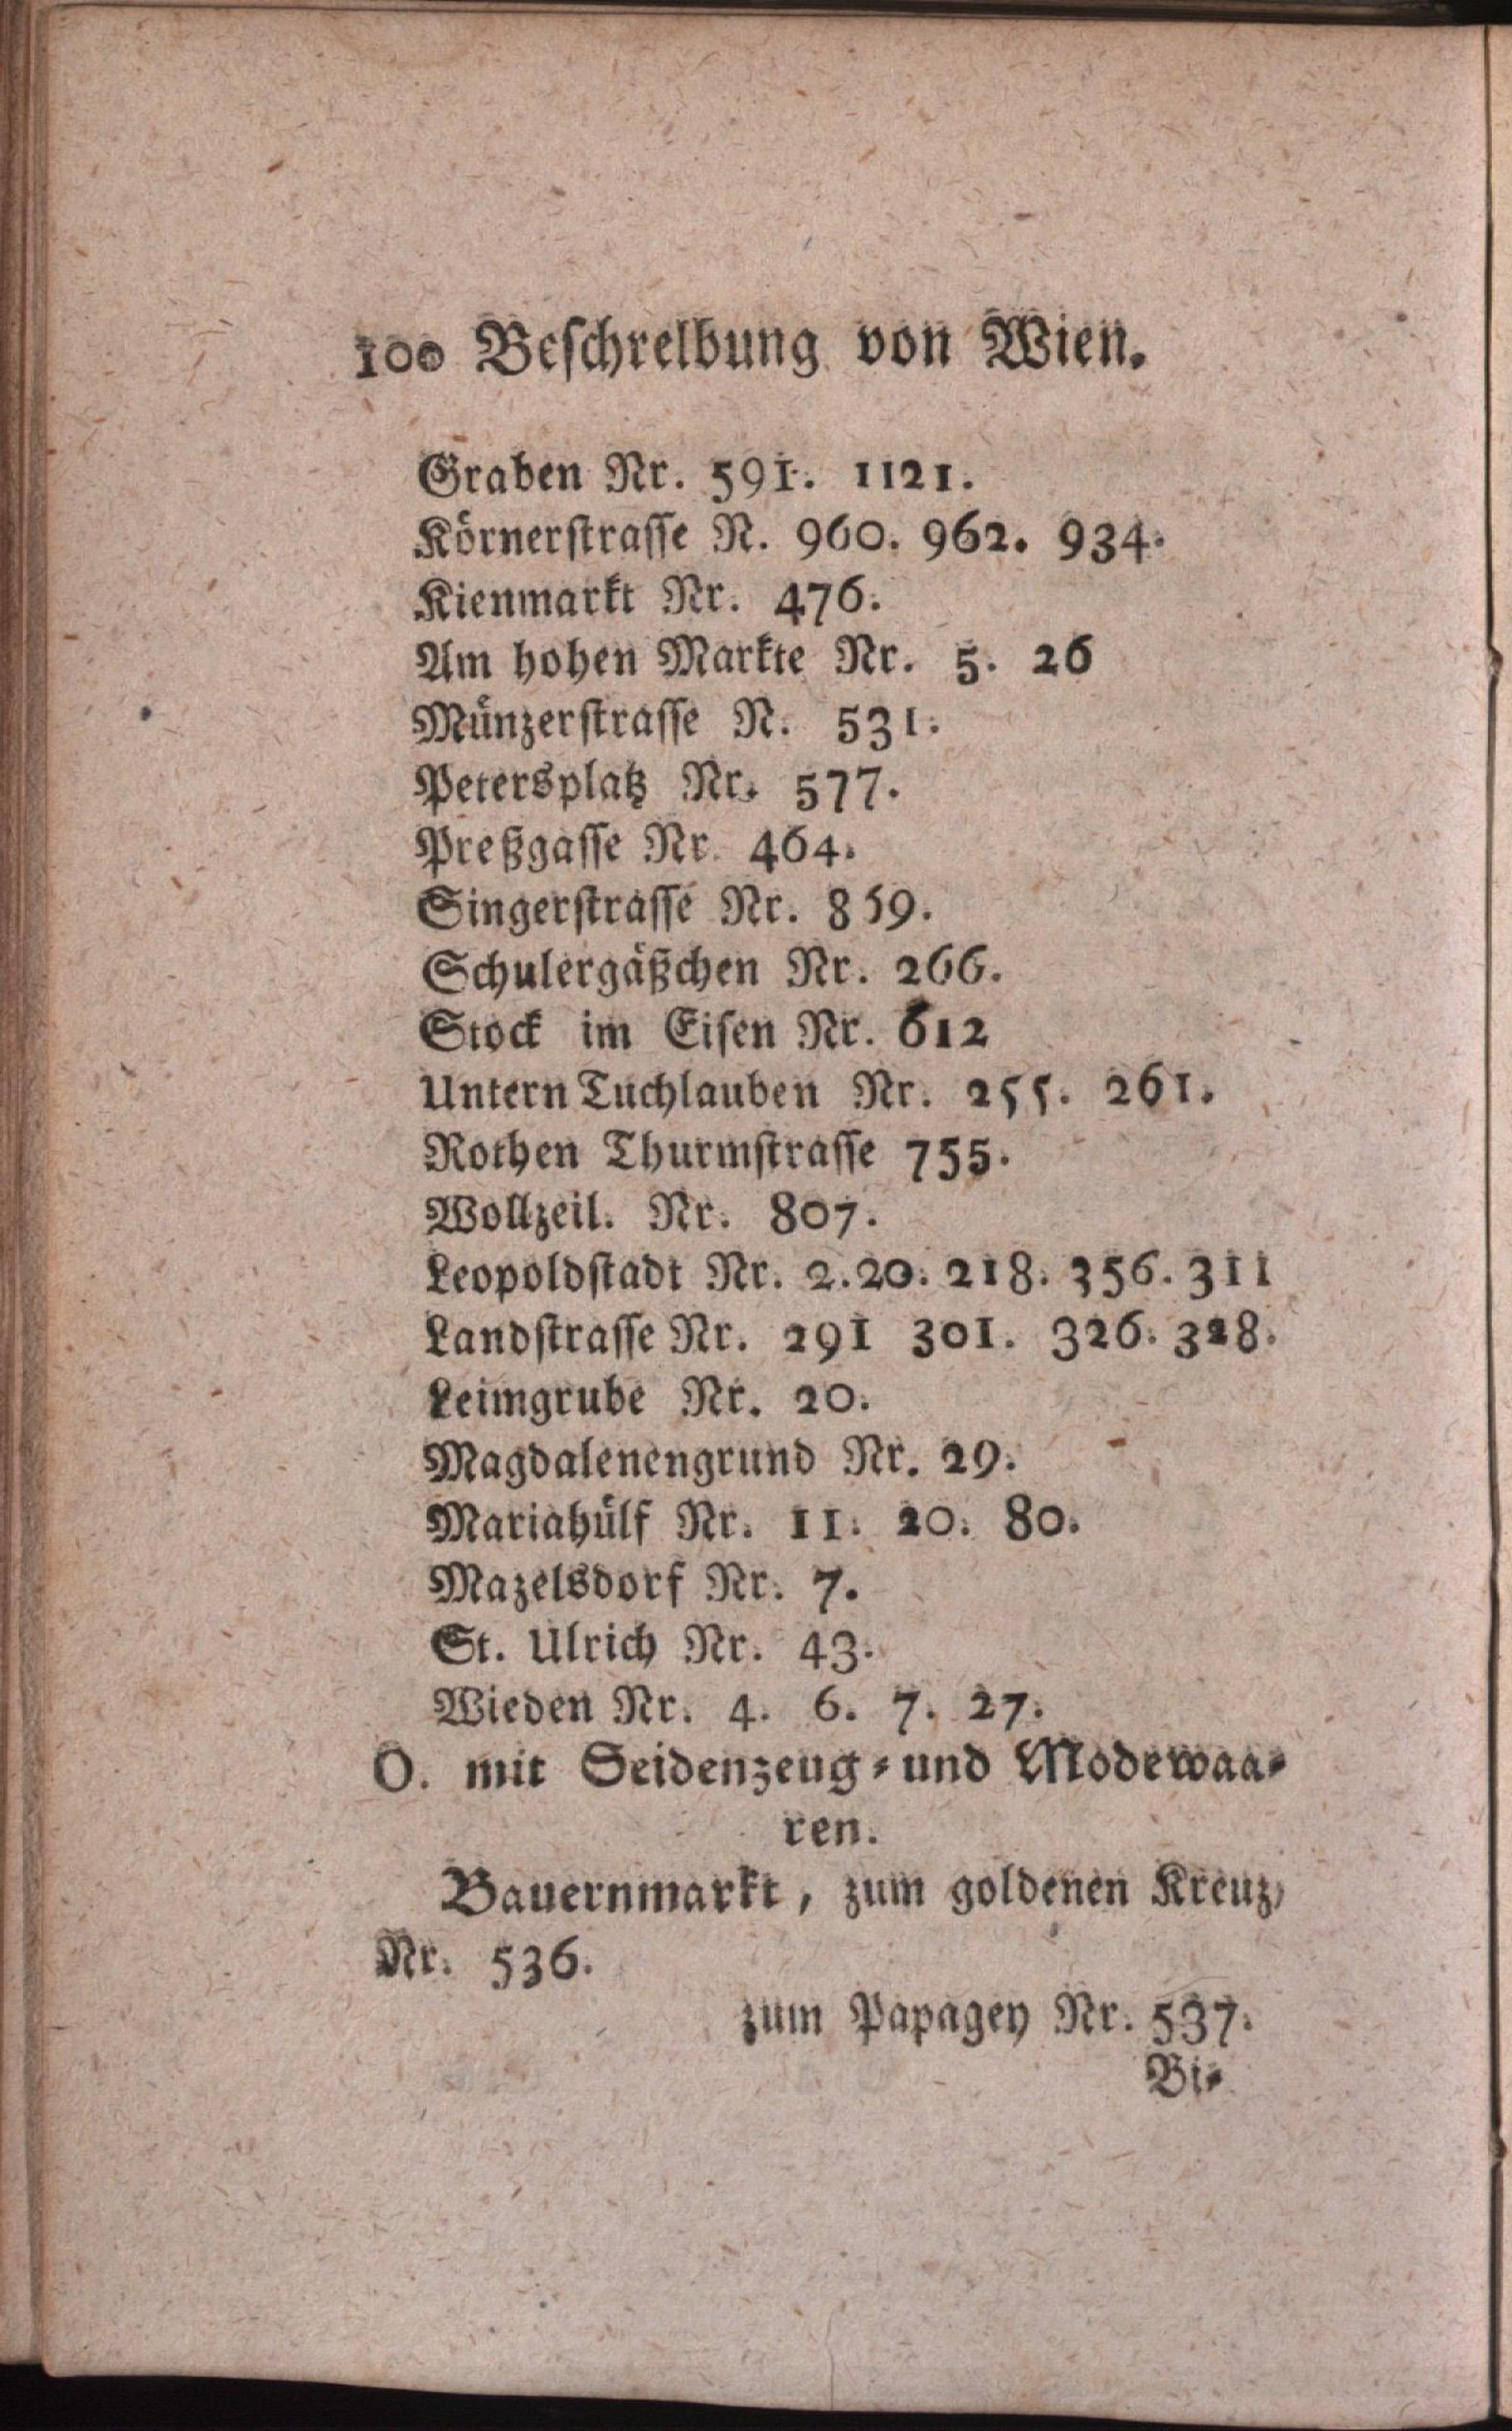 100 Beschrelbung von Wien.
Graben Nr. 591. 1121.
Körnerstrasse N. 960. 962. 934.
Kienmarkt Nr. 476.
Am hohen Markte Nr. 5. 26
Münzerstrasse N. 531.
Petersplatz Nr. 577.
Preßgasse Nr. 464.
Singerstrasse Nr. 859.
Schulergäßchen Nr. 266.
Stock im Eisen Nr. 612
Untern Tuchlauben Nr. 255. 261.
Rothen Thurmstrasse 755.
Wollzeil. Nr. 807.
Leopoldstadt Nr. 2. 20. 218. 356. 311
Landstrasse Nr. 291 301. 326. 328.
Leimgrube Nr. 20.
Magdalenengrund Nr. 29.
Mariahülf Nr. 11. 20. 80.
Mazelsdorf Nr. 7.
St. Ulrich Nr. 43.
Wieden Nr. 4. 6. 7. 27.
O. mit Seidenzeug- und Modewaa-
ren.
Bauernmarkt, zum goldenen Kreuz,
Nr. 536.
zum Papagey Nr. 537.
Bi-